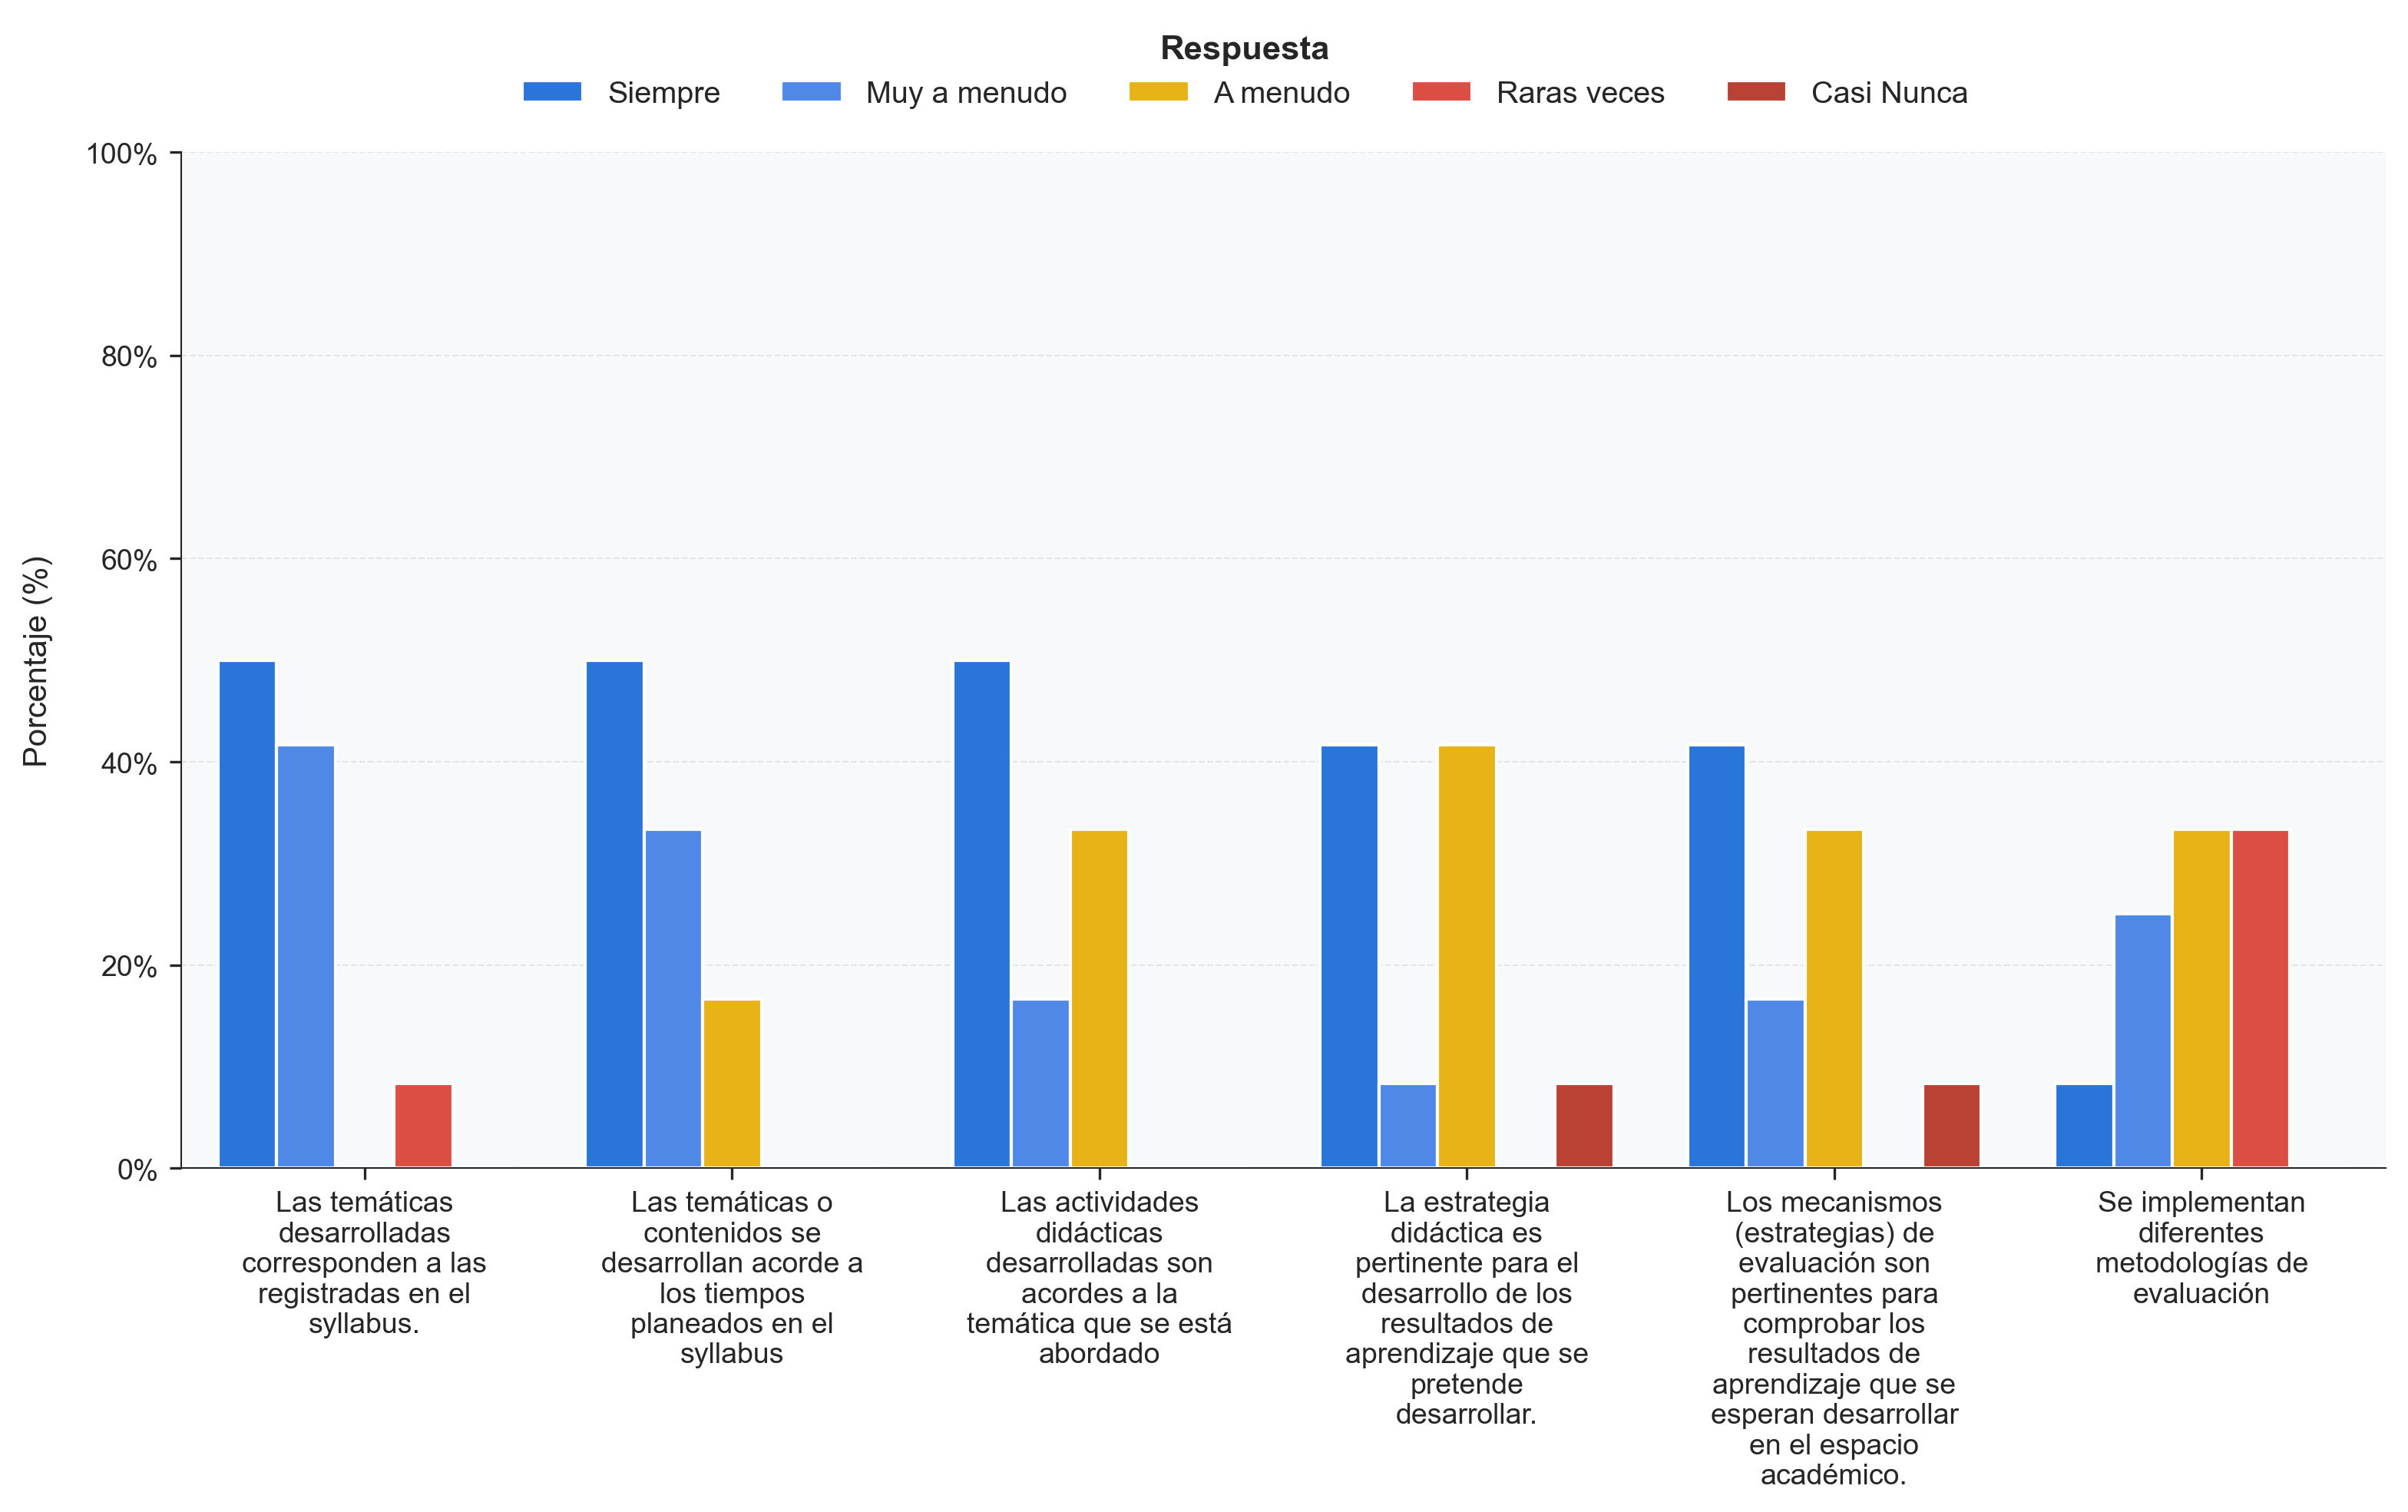 Respuesta
Siempre
Muy a menudo
A menudo
Raras veces
Casi Nunca
100%
80%
60%
40%
20%
0%
Porcentaje (%)
Las temáticas
desarrolladas
corresponden a las
registradas en el
syllabus.
Las temáticas o
contenidos se
desarrollan acorde a
los tiempos
planeados en el
syllabus
Las actividades
didácticas
desarrolladas son
acordes a la
temática que se está
abordado
La estrategia
didáctica es
pertinente para el
desarrollo de los
resultados de
aprendizaje que se
pretende
desarrollar.
Los mecanismos
(estrategias) de
evaluación son
pertinentes para
comprobar los
resultados de
aprendizaje que se
esperan desarrollar
en el espacio
académico.
Se implementan
diferentes
metodologías de
evaluación